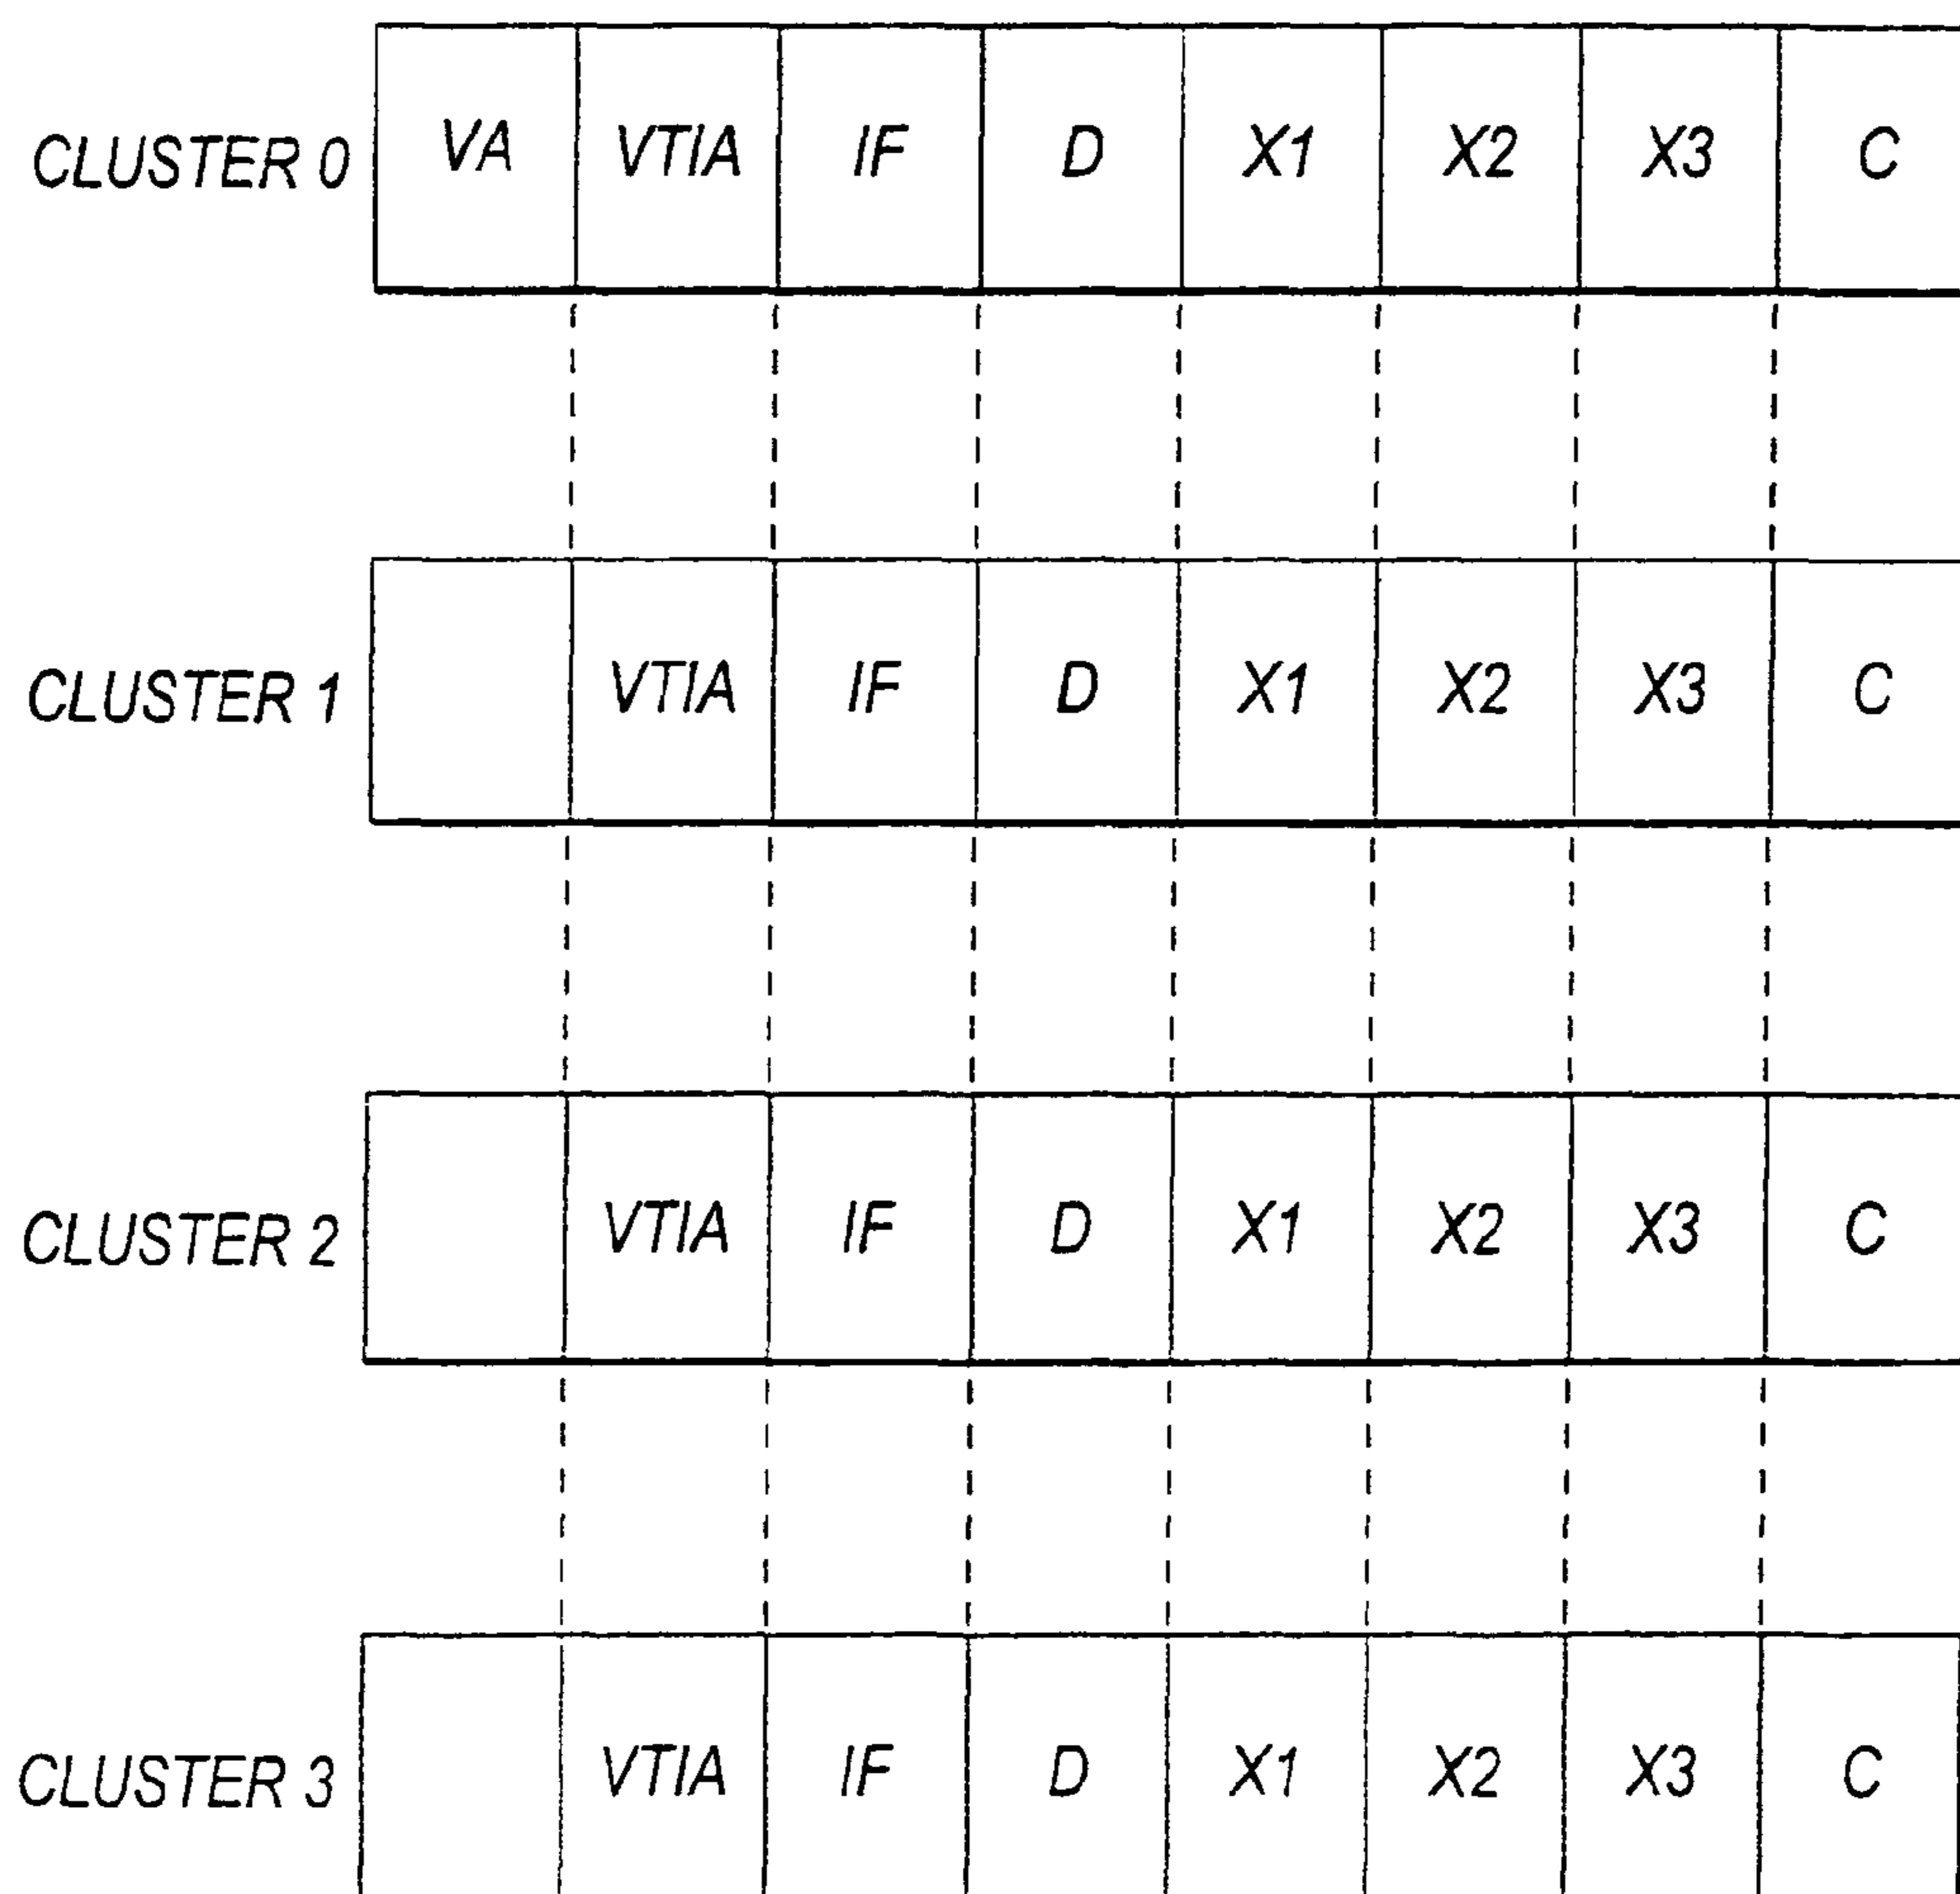 CLUSTER 0 VA VTIA IF D X1 X2 X3 C
CLUSTER 1 VTIA IF D X1 X2 X3 C
CLUSTER 2 VTIA IF D X1 X2 X3 C
CLUSTER 3 VTIA IF D X1 X2 X3 C